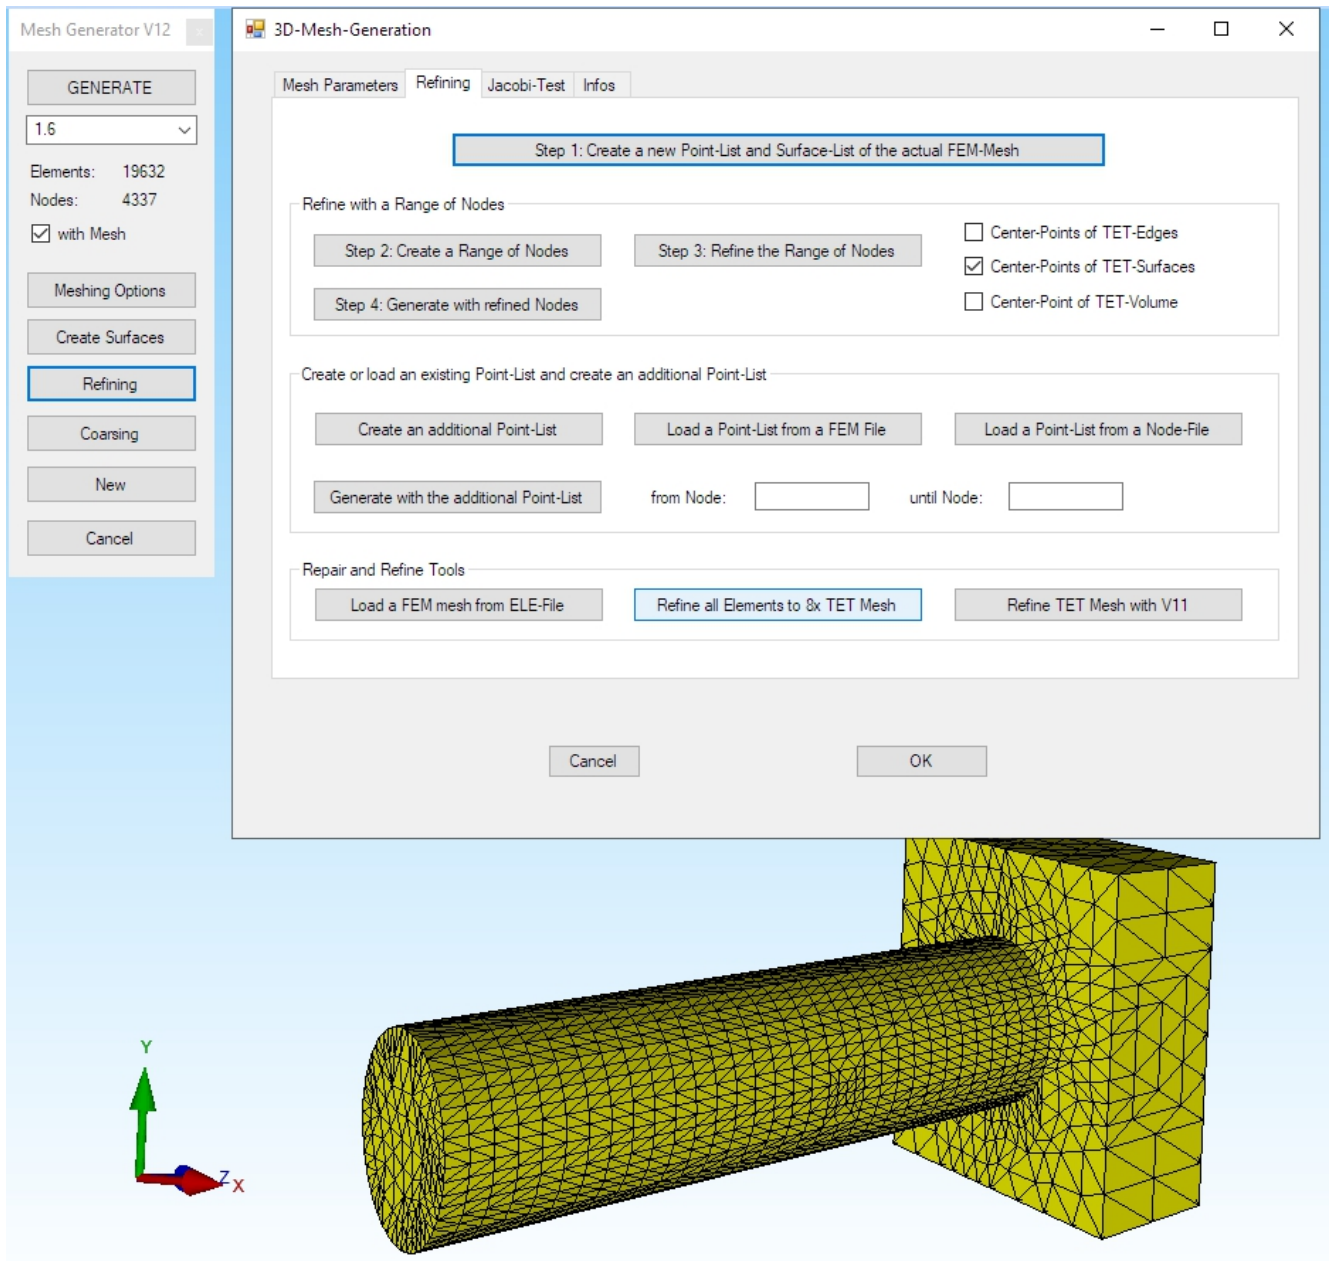 Mesh Generator V12
x
GENERATE
1.6
Elements: 19632
Nodes: 4337
with Mesh
Meshing Options
Create Surfaces
Refining
Coarsing
New
Cancel
3D-Mesh-Generation
Mesh Parameters Refining Jacobi-Test Infos
Step 1: Create a new Point-List and Surface-List of the actual FEM-Mesh
Refine with a Range of Nodes
Step 2: Create a Range of Nodes
Step 3: Refine the Range of Nodes
Step 4: Generate with refined Nodes
Center-Points of TET-Edges
Center-Points of TET-Surfaces
Center-Point of TET-Volume
Create or load an existing Point-List and create an additional Point-List
Create an additional Point-List
Load a Point-List from a FEM File
Load a Point-List from a Node-File
Generate with the additional Point-List
from Node:
until Node:
Repair and Refine Tools
Load a FEM mesh from ELE-File
Refine all Elements to 8x TET Mesh
Refine TET Mesh with V11
Cancel
OK
Y
Z
X